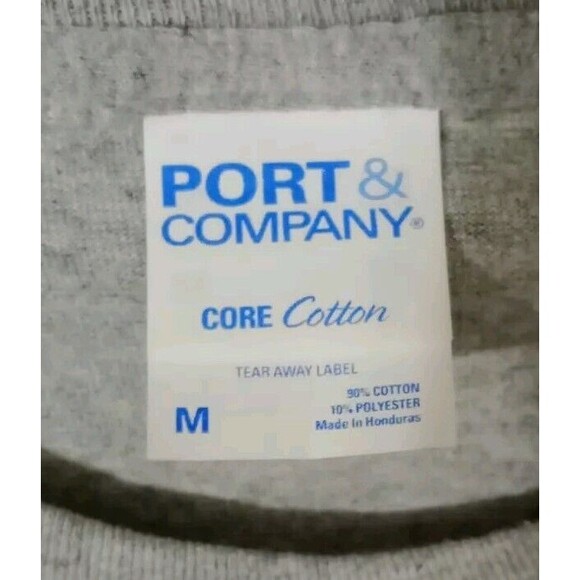 PORT &
COMPANY®
CORE Cotton
TEAR AWAY LABEL
90% COTTON
10% POLYESTER
Made In Honduras
M